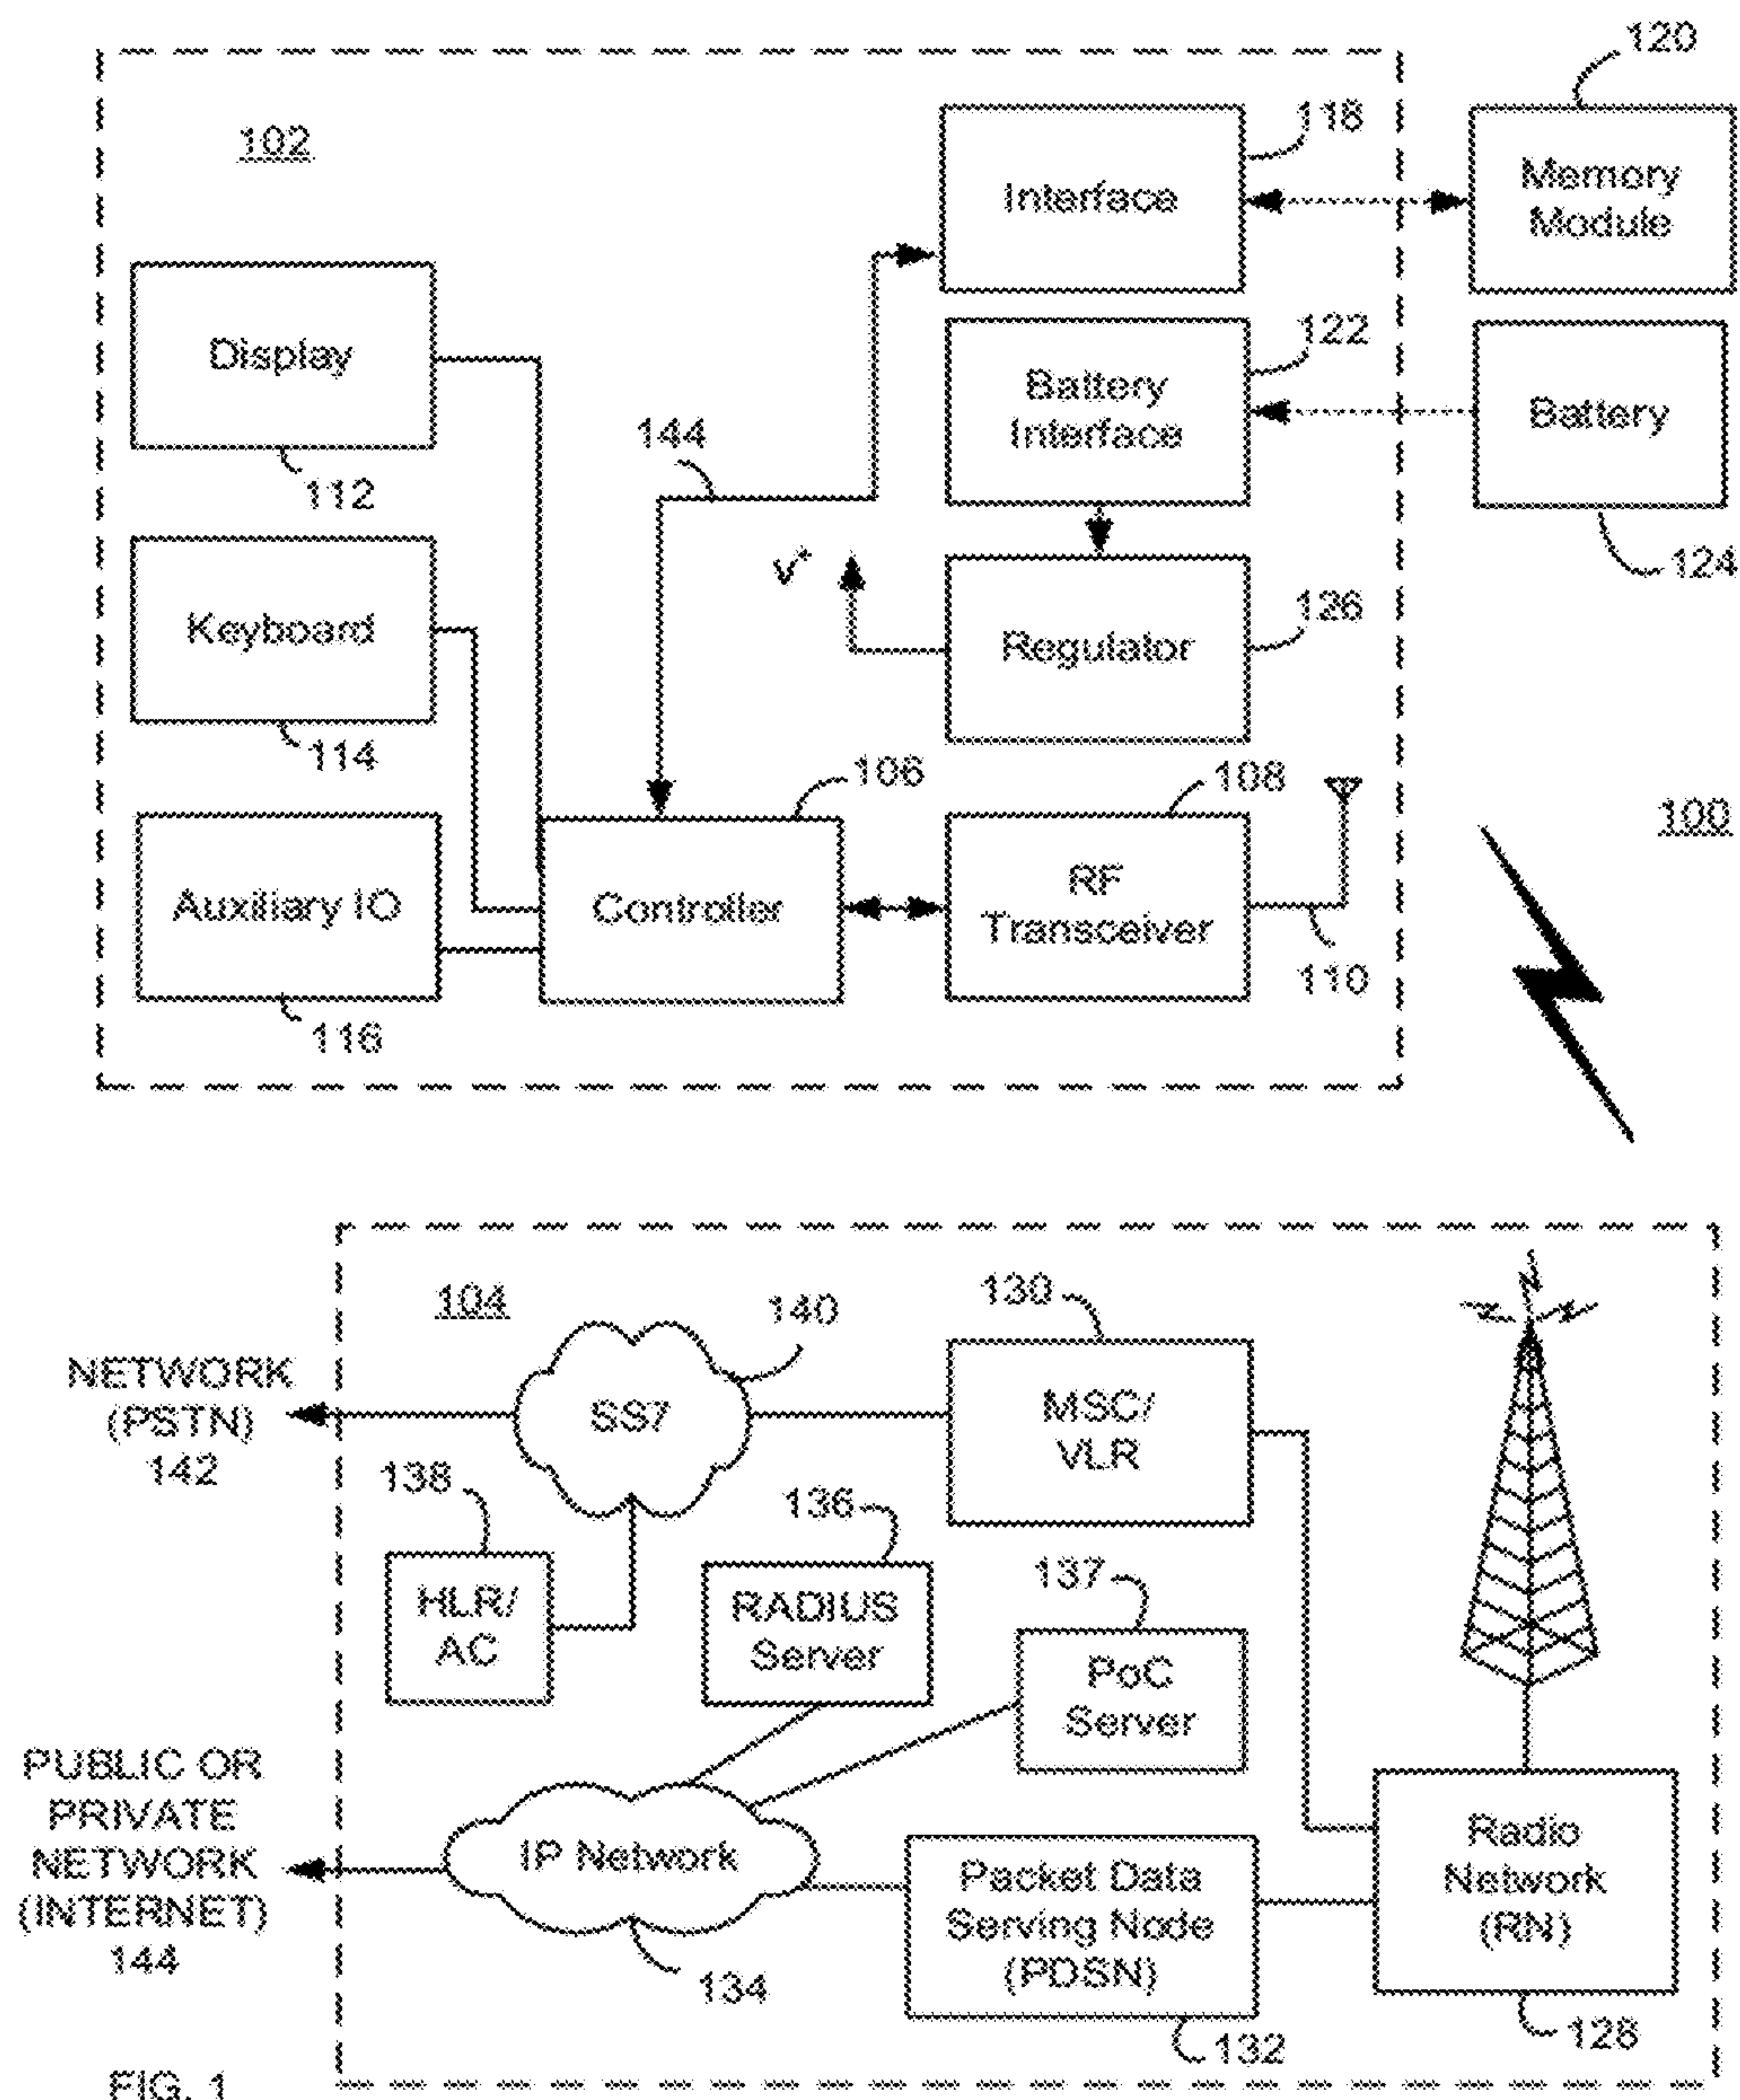 120
118
102
Interface
Memory
Module
122
Display
Battery
Interface
Battery
144
112
124
V+
126
Keyboard
Regulator
114
106
108
100
RF
Transceiver
Auxiliary IO
Controller
110
116
104
140
130
NETWORK
(PSTN)
142
SS7
MSC/
VLR
138
136
137
HLR/
AC
RADIUS
Server
PoC
Server
PUBLIC OR
PRIVATE
NETWORK
(INTERNET)
144
IP Network
Packet Data
Serving Node
(PDSN)
Radio
Network
(RN)
134
132
128
FIG. 1